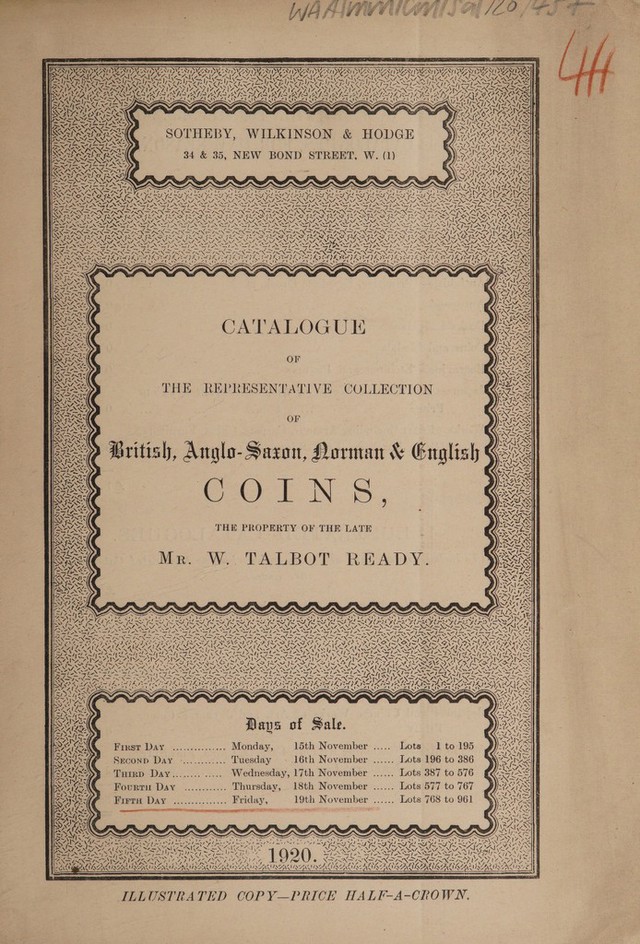 SOTHEBY, WILKINSON & HODGE
34 & 35, NEW BOND STREET, W. (1)
CATALOGUE
OF
THE REPRESENTATIVE COLLECTION
OF
British, Anglo-Saxon, Norman & English
COINS,
THE PROPERTY OF THE LATE
MR. W. TALBOT READY.
Days of Sale.
FIRST DAY .............. Monday, 15th November ..... Lots 1 to 195
SECOND DAY ............ Tuesday 16th November ...... Lots 196 to 386
THIRD DAY.............. Wednesday, 17th November ..... Lots 387 to 576
FOURTH DAY ............ Thursday, 18th November ...... Lots 577 to 767
FIFTH DAY ............... Friday, 19th November ...... Lots 768 to 961
1920.
ILLUSTRATED COPY—PRICE HALF-A-CROWN.